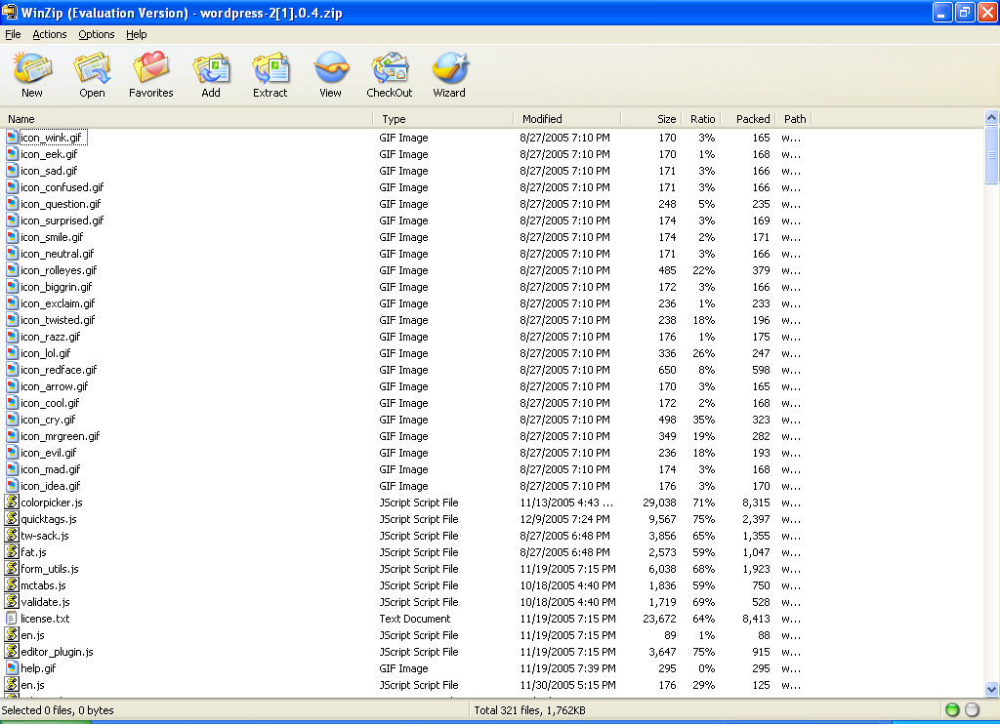 WinZip (Evaluation Version) - wordpress-2[1].0.4.zip
File Actions Options Help
New Open Favorites Add Extract View CheckOut Wizard
Name Type Modified Size Ratio Packed Path
icon_wink.gif GIF Image 8/27/2005 7:10 PM 170 3% 165 w...
icon_eek.gif GIF Image 8/27/2005 7:10 PM 170 1% 168 w...
icon_sad.gif GIF Image 8/27/2005 7:10 PM 171 3% 166 w...
icon_confused.gif GIF Image 8/27/2005 7:10 PM 171 3% 166 w...
icon_question.gif GIF Image 8/27/2005 7:10 PM 248 5% 235 w...
icon_surprised.gif GIF Image 8/27/2005 7:10 PM 174 3% 169 w...
icon_smile.gif GIF Image 8/27/2005 7:10 PM 174 2% 171 w...
icon_neutral.gif GIF Image 8/27/2005 7:10 PM 171 3% 166 w...
icon_rolleyes.gif GIF Image 8/27/2005 7:10 PM 485 22% 379 w...
icon_biggrin.gif GIF Image 8/27/2005 7:10 PM 172 3% 166 w...
icon_exclaim.gif GIF Image 8/27/2005 7:10 PM 236 1% 233 w...
icon_twisted.gif GIF Image 8/27/2005 7:10 PM 238 18% 196 w...
icon_razz.gif GIF Image 8/27/2005 7:10 PM 176 1% 175 w...
icon_lol.gif GIF Image 8/27/2005 7:10 PM 336 26% 247 w...
icon_redface.gif GIF Image 8/27/2005 7:10 PM 650 8% 598 w...
icon_arrow.gif GIF Image 8/27/2005 7:10 PM 170 3% 165 w...
icon_cool.gif GIF Image 8/27/2005 7:10 PM 172 2% 168 w...
icon_cry.gif GIF Image 8/27/2005 7:10 PM 498 35% 323 w...
icon_mrgreen.gif GIF Image 8/27/2005 7:10 PM 349 19% 282 w...
icon_evil.gif GIF Image 8/27/2005 7:10 PM 236 18% 193 w...
icon_mad.gif GIF Image 8/27/2005 7:10 PM 174 3% 168 w...
icon_idea.gif GIF Image 8/27/2005 7:10 PM 176 3% 170 w...
colorpicker.js JScript Script File 11/13/2005 4:43 ... 29,038 71% 8,315 w...
quicktags.js JScript Script File 12/9/2005 7:24 PM 9,567 75% 2,397 w...
tw-sack.js JScript Script File 8/27/2005 6:48 PM 3,856 65% 1,355 w...
fat.js JScript Script File 8/27/2005 6:48 PM 2,573 59% 1,047 w...
form_utils.js JScript Script File 11/19/2005 7:15 PM 6,038 68% 1,923 w...
mctabs.js JScript Script File 10/18/2005 4:40 PM 1,836 59% 750 w...
validate.js JScript Script File 10/18/2005 4:40 PM 1,719 69% 528 w...
license.txt Text Document 11/19/2005 7:15 PM 23,672 64% 8,413 w...
en.js JScript Script File 11/19/2005 7:15 PM 89 1% 88 w...
editor_plugin.js JScript Script File 11/19/2005 7:15 PM 3,647 75% 915 w...
help.gif GIF Image 11/19/2005 7:39 PM 295 0% 295 w...
en.js JScript Script File 11/30/2005 5:15 PM 176 29% 125 w...
Selected 0 files, 0 bytes Total 321 files, 1,762KB